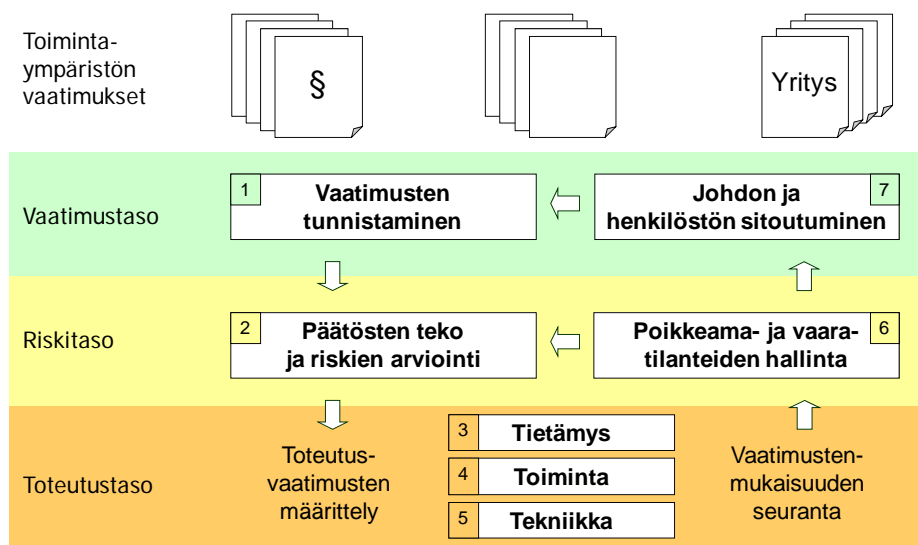 Toiminta-
ympäristön
vaatimukset
§
Yritys
Vaatimustaso
1
Vaatimusten
tunnistaminen
Johdon ja
henkilöstön sitoutuminen
7
Riskitaso
2
Päätösten teko
ja riskien arviointi
Poikkeama- ja vaara-
tilanteiden hallinta
6
Toteutustaso
Toteutus-
vaatimusten
määrittely
3
Tietämys
4
Toiminta
5
Tekniikka
Vaatimusten-
mukaisuuden
seuranta